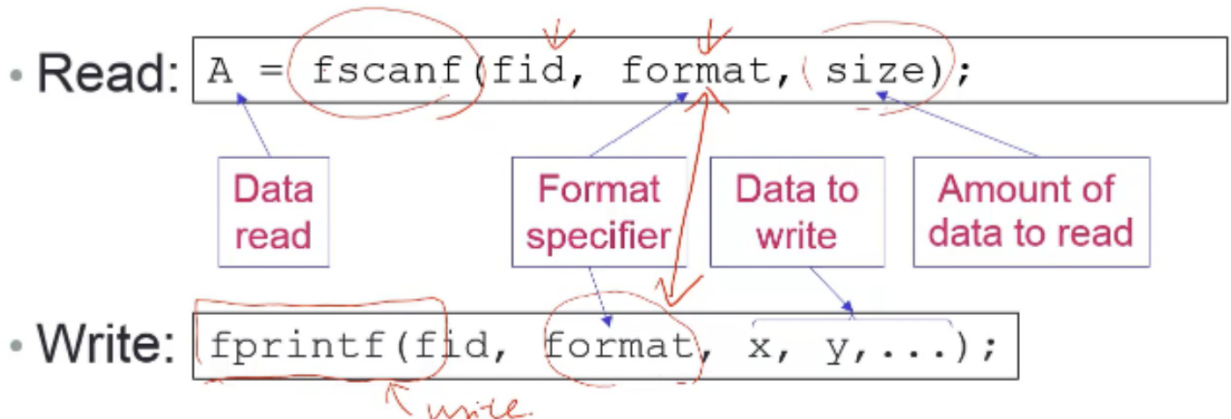 • Read: A = fscanf(fid, format, (size);
Data read
Format specifier
Data to write
Amount of data to read
• Write: fprintf(fid, format, x, y,...);
write